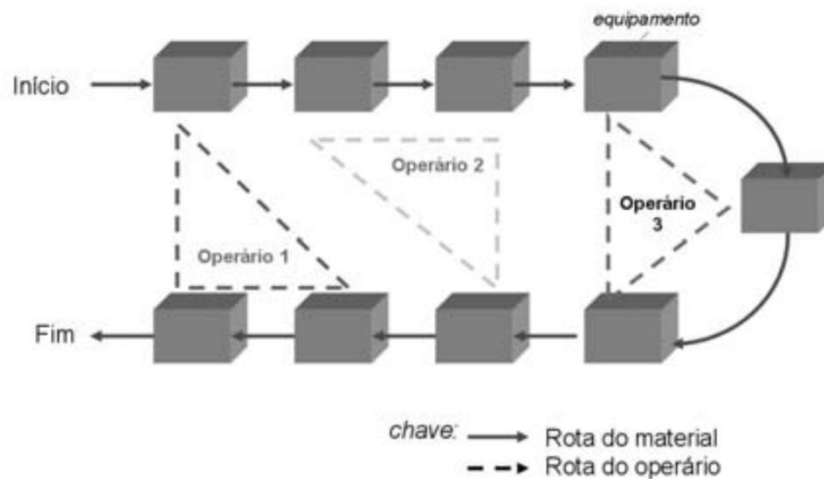 equipamento
Início
Operário 2
Operário
3
Operário 1
Fim
chave:
Rota do material
Rota do operário